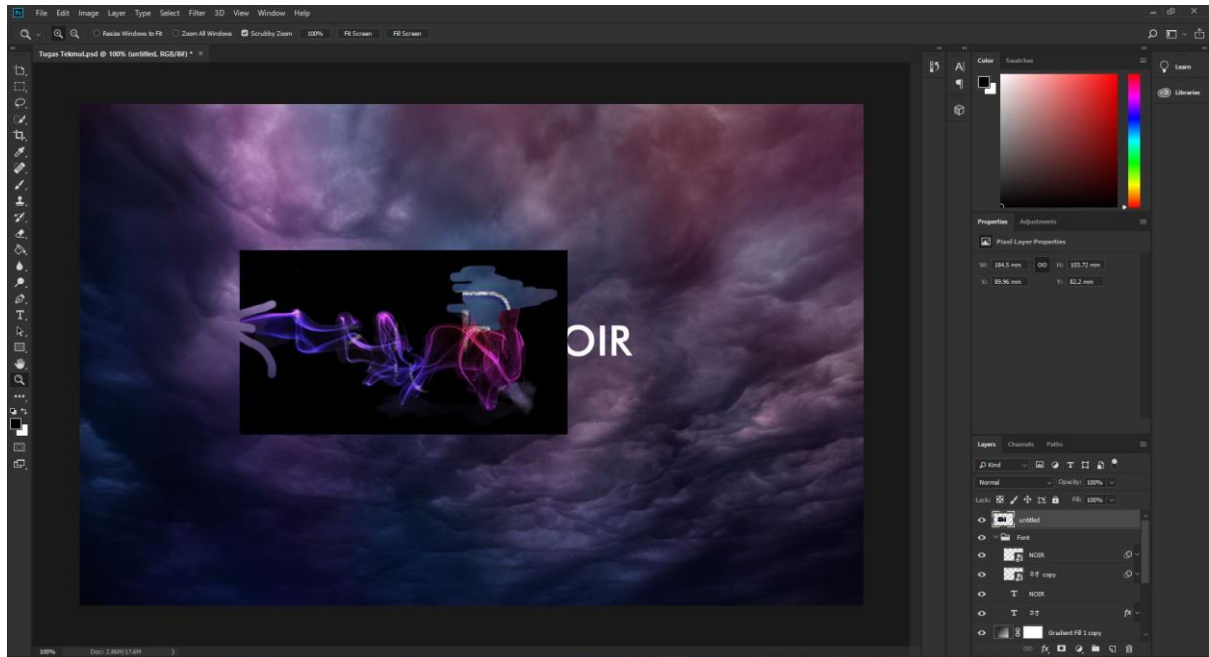 Ps File Edit Image Layer Type Select Filter 3D View Window Help
Resize Windows to Fit Zoom All Windows Scrubby Zoom 100% Fit Screen Fill Screen
Tugas Tekmul.psd @ 100% (untitled, RGB/8#) * ×
Color Swatches
Learn
Libraries
Properties Adjustments
Pixel Layer Properties
W: 184.5 mm H: 103.72 mm
X: 89.96 mm Y: 82.2 mm
OIR
Layers Channels Paths
Kind
Normal Opacity: 100%
Lock: Fill: 100%
untitled
Font
NOIR
copy
T NOIR
T fx
Gradient Fill 1 copy
fx
100% Doc: 2.86M/17.6M